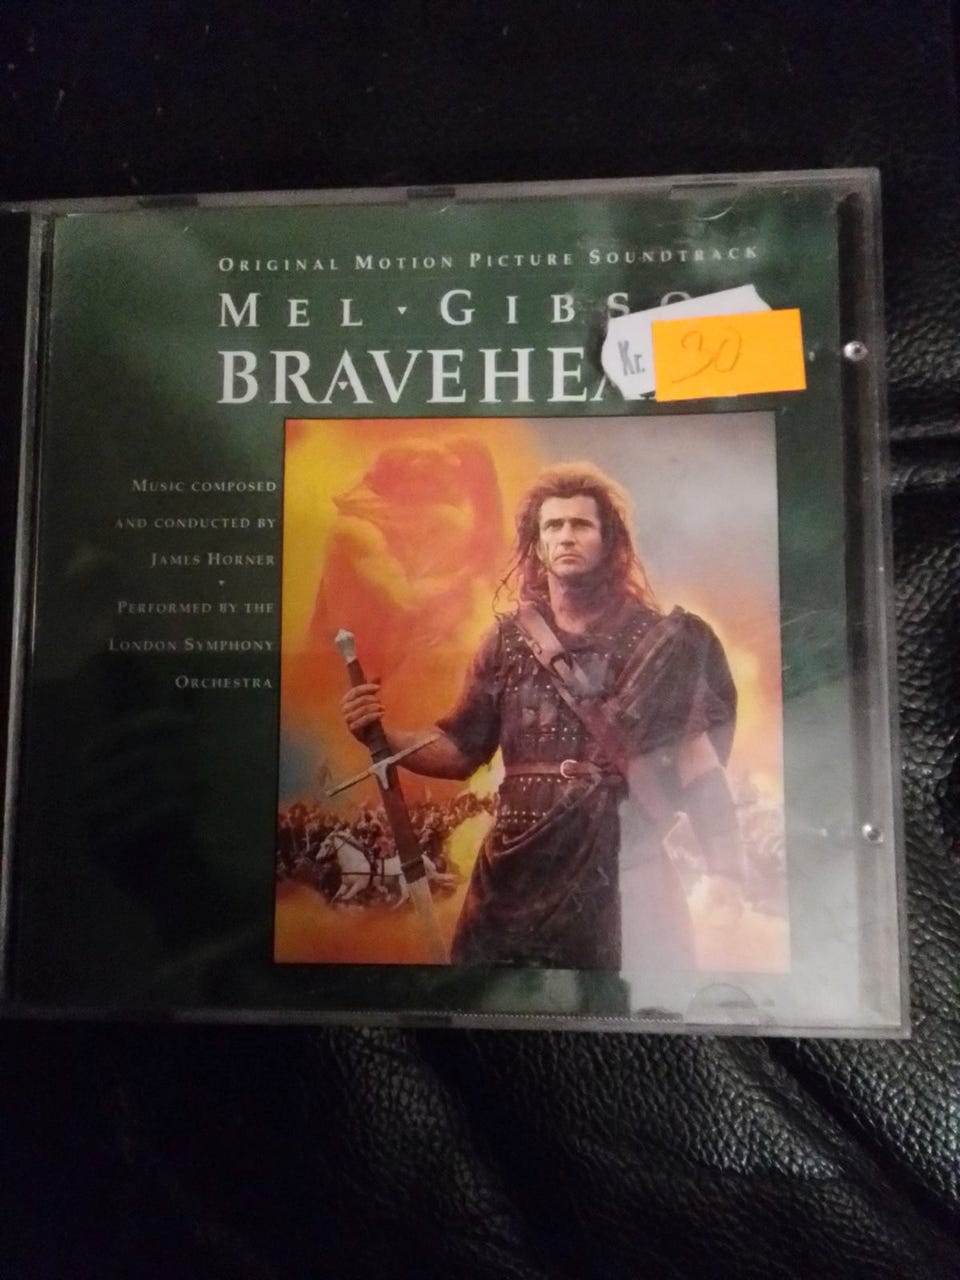 ORIGINAL MOTION PICTURE SOUNDTRACK
MEL · GIBSO
BRAVEHEA
Kr. 30
MUSIC COMPOSED
AND CONDUCTED BY
JAMES HORNER
PERFORMED BY THE
LONDON SYMPHONY
ORCHESTRA